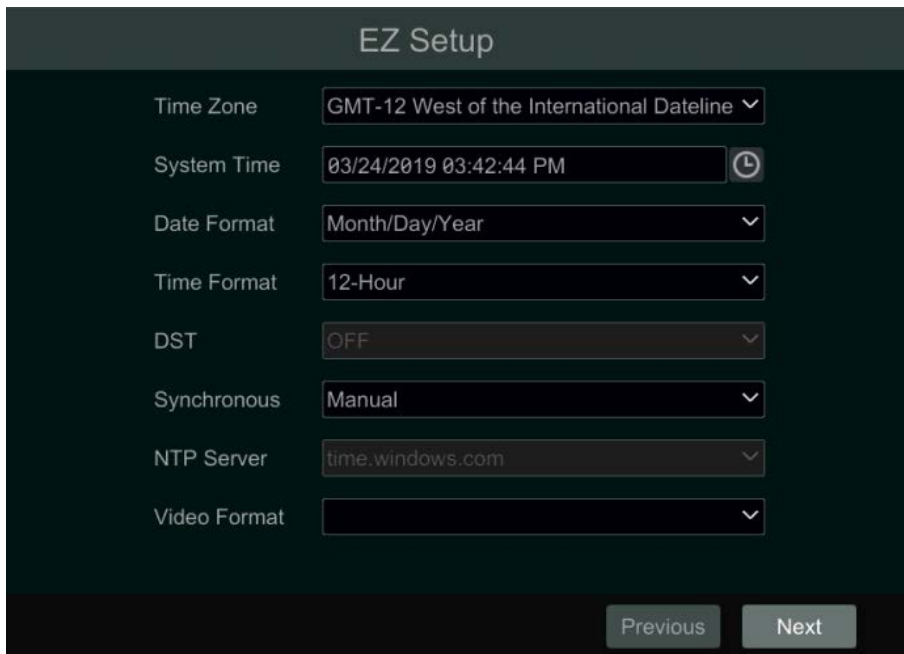 EZ Setup
Time Zone GMT-12 West of the International Dateline
System Time 03/24/2019 03:42:44 PM
Date Format Month/Day/Year
Time Format 12-Hour
DST OFF
Synchronous Manual
NTP Server time.windows.com
Video Format
Previous Next